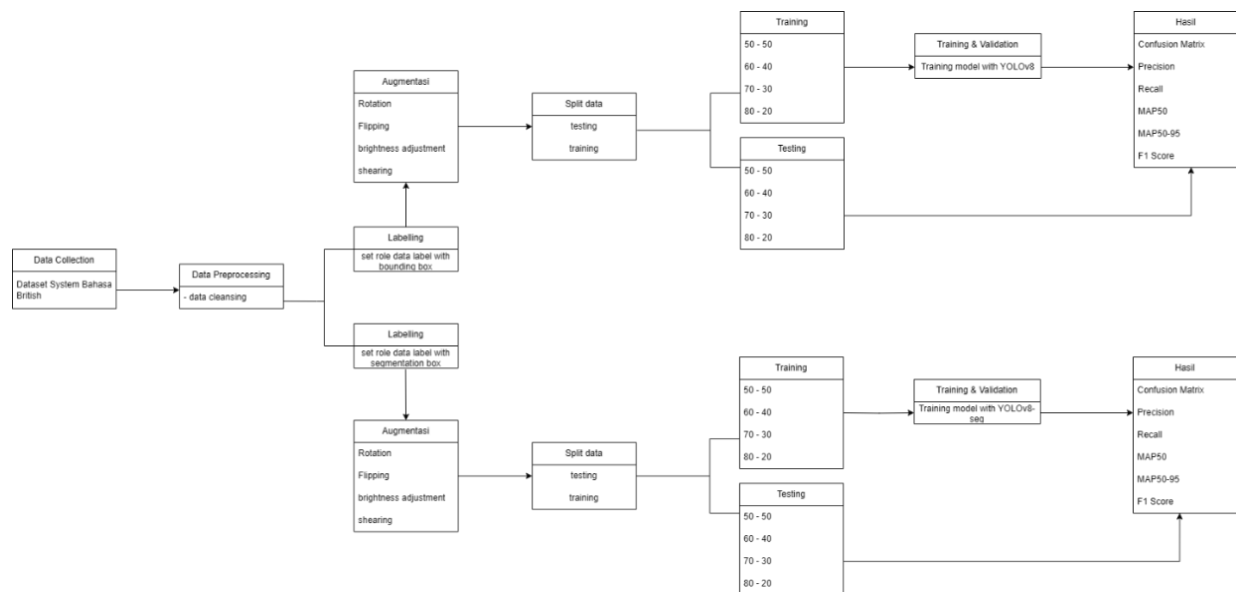 Data Collection
Dataset System Bahasa
British
Data Preprocessing
- data cleansing
Labelling
set role data label with
bounding box
Augmentasi
Rotation
Flipping
brightness adjustment
shearing
Split data
testing
training
Training
50 - 50
60 - 40
70 - 30
80 - 20
Testing
50 - 50
60 - 40
70 - 30
80 - 20
Training & Validation
Training model with YOLOv8
Hasil
Confusion Matrix
Precision
Recall
MAP50
MAP50-95
F1 Score
Labelling
set role data label with
segmentation box
Augmentasi
Rotation
Flipping
brightness adjustment
shearing
Split data
testing
training
Training
50 - 50
60 - 40
70 - 30
80 - 20
Testing
50 - 50
60 - 40
70 - 30
80 - 20
Training & Validation
Training model with YOLOv8-
seg
Hasil
Confusion Matrix
Precision
Recall
MAP50
MAP50-95
F1 Score